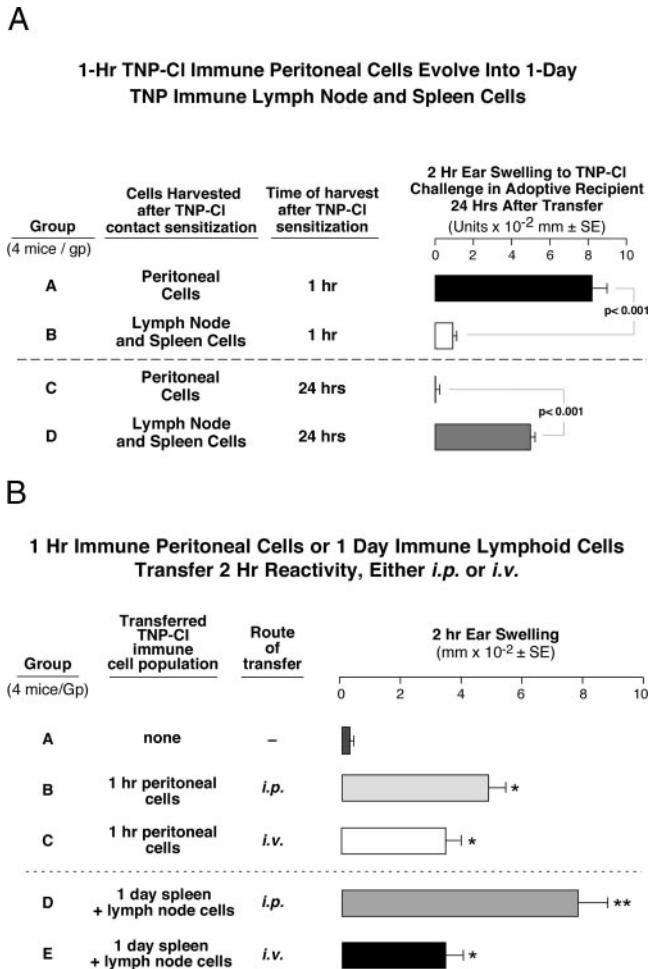 A
1-Hr TNP-Cl Immune Peritoneal Cells Evolve Into 1-Day
TNP Immune Lymph Node and Spleen Cells
Group
(4 mice / gp)
Cells Harvested
after TNP-Cl
contact sensitization
Time of harvest
after TNP-Cl
sensitization
2 Hr Ear Swelling to TNP-Cl
Challenge in Adoptive Recipient
24 Hrs After Transfer
(Units x 10⁻² mm ± SE)
0 2 4 6 8 10
A Peritoneal
Cells 1 hr
p< 0.001
B Lymph Node
and Spleen Cells 1 hr
C Peritoneal
Cells 24 hrs
p< 0.001
D Lymph Node
and Spleen Cells 24 hrs
B
1 Hr Immune Peritoneal Cells or 1 Day Immune Lymphoid Cells
Transfer 2 Hr Reactivity, Either i.p. or i.v.
Group
(4 mice/Gp)
Transferred
TNP-Cl
immune
cell population
Route
of
transfer
2 hr Ear Swelling
(mm x 10⁻² ± SE)
0 2 4 6 8 10
A none –
B 1 hr peritoneal
cells i.p. *
C 1 hr peritoneal
cells i.v. *
D 1 day spleen
+ lymph node cells i.p. **
E 1 day spleen
+ lymph node cells i.v. *